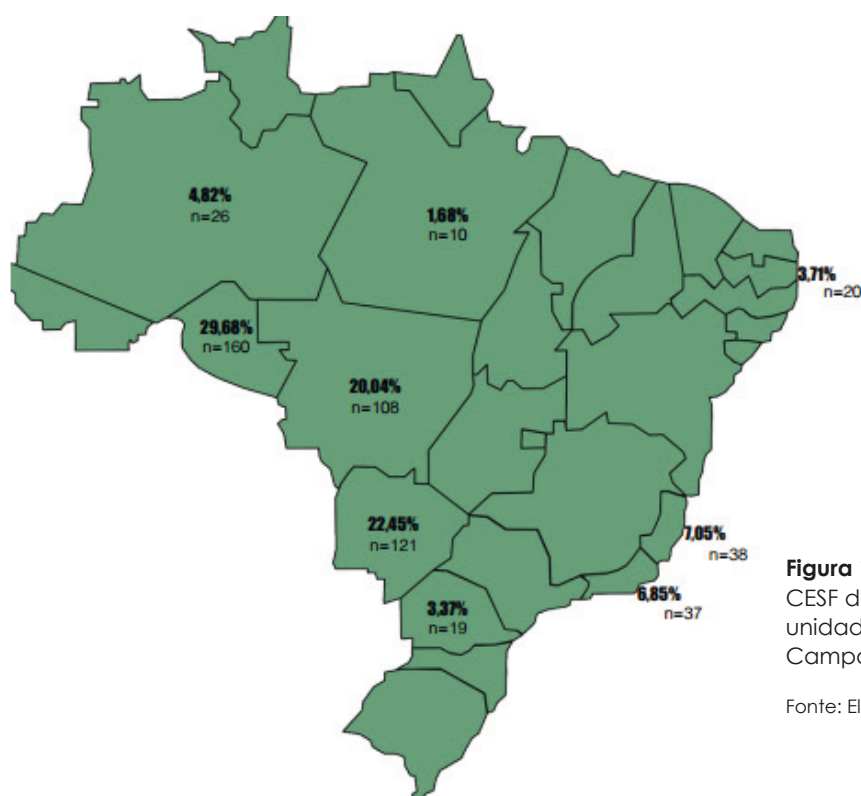 4,82%
n=26
1,68%
n=10
3,71%
n=20
29,68%
n=160
20,04%
n=108
22,45%
n=121
7,05%
n=38
6,85%
n=37
3,37%
n=19
Figura
CESF d
unidad
Campo
Fonte: El